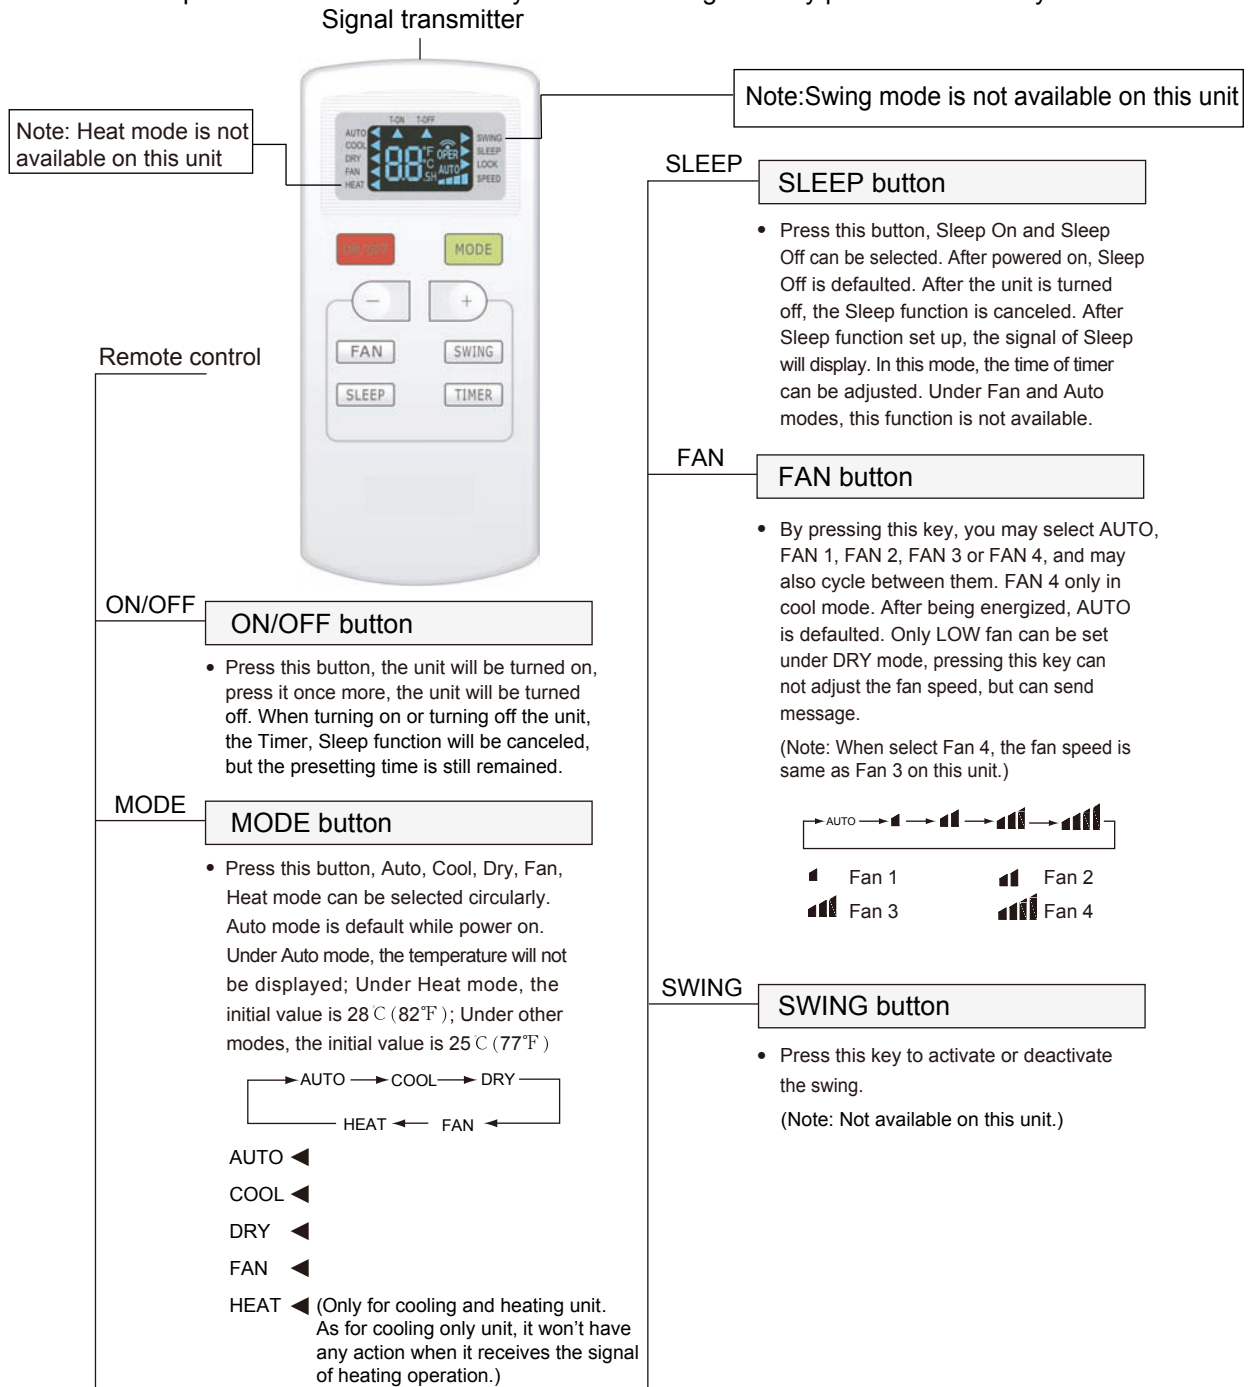 Signal transmitter
Note:Swing mode is not available on this unit
Note: Heat mode is not
available on this unit
T-ON T-OFF
AUTO
COOL
DRY
FAN
HEAT
88
°F
°C
.SH
OPER
AUTO
SWING
SLEEP
LOCK
SPEED
ON/OFF
MODE
−
+
FAN
SWING
SLEEP
TIMER
Remote control
ON/OFF
ON/OFF button
• Press this button, the unit will be turned on,
press it once more, the unit will be turned
off. When turning on or turning off the unit,
the Timer, Sleep function will be canceled,
but the presetting time is still remained.
MODE
MODE button
• Press this button, Auto, Cool, Dry, Fan,
Heat mode can be selected circularly.
Auto mode is default while power on.
Under Auto mode, the temperature will not
be displayed; Under Heat mode, the
initial value is 28℃(82℉); Under other
modes, the initial value is 25℃(77℉)
AUTO COOL DRY
HEAT FAN
AUTO
COOL
DRY
FAN
HEAT (Only for cooling and heating unit.
As for cooling only unit, it won't have
any action when it receives the signal
of heating operation.)
SLEEP
SLEEP button
• Press this button, Sleep On and Sleep
Off can be selected. After powered on, Sleep
Off is defaulted. After the unit is turned
off, the Sleep function is canceled. After
Sleep function set up, the signal of Sleep
will display. In this mode, the time of timer
can be adjusted. Under Fan and Auto
modes, this function is not available.
FAN
FAN button
• By pressing this key, you may select AUTO,
FAN 1, FAN 2, FAN 3 or FAN 4, and may
also cycle between them. FAN 4 only in
cool mode. After being energized, AUTO
is defaulted. Only LOW fan can be set
under DRY mode, pressing this key can
not adjust the fan speed, but can send
message.
(Note: When select Fan 4, the fan speed is
same as Fan 3 on this unit.)
AUTO
Fan 1 Fan 2
Fan 3 Fan 4
SWING
SWING button
• Press this key to activate or deactivate
the swing.
(Note: Not available on this unit.)